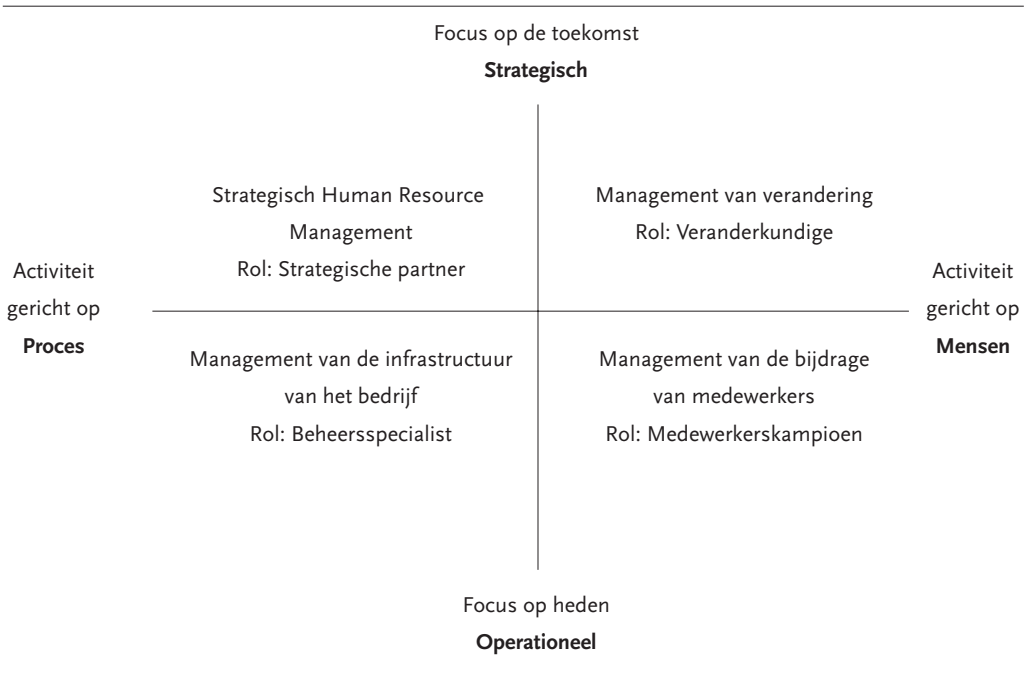 Focus op de toekomst
Strategisch
Strategisch Human Resource
Management
Rol: Strategische partner
Management van verandering
Rol: Veranderkundige
Activiteit
gericht op
Proces
Activiteit
gericht op
Mensen
Management van de infrastructuur
van het bedrijf
Rol: Beheersspecialist
Management van de bijdrage
van medewerkers
Rol: Medewerkerskampioen
Focus op heden
Operationeel